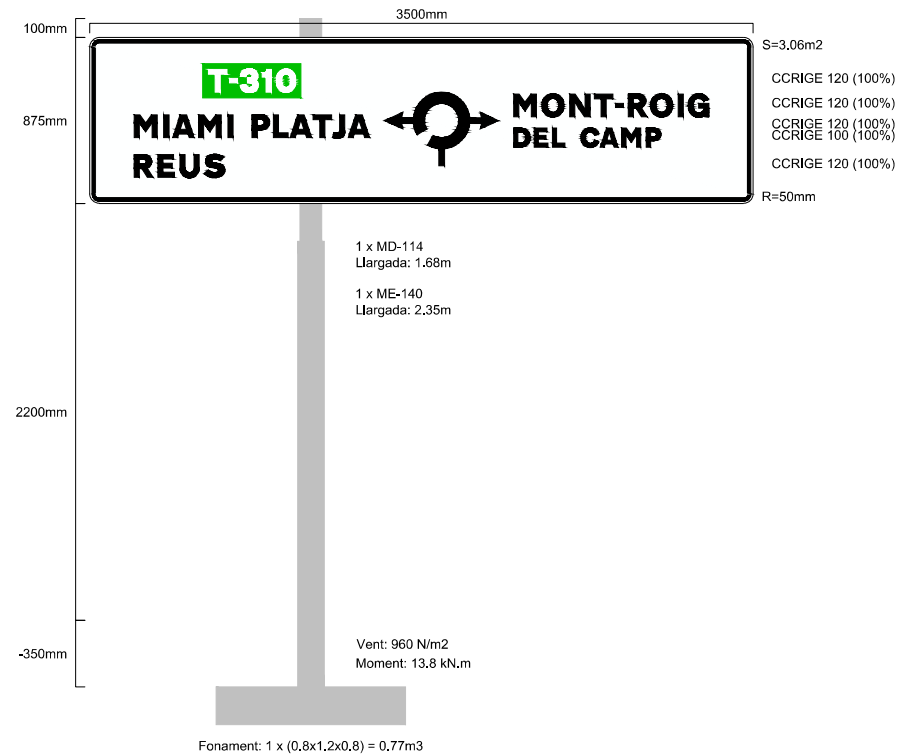 3500mm
100mm
S=3.06m2
T-310
MIAMI PLATJA
REUS
MONT-ROIG
DEL CAMP
875mm
CCRIGE 120 (100%)
CCRIGE 120 (100%)
CCRIGE 120 (100%)
CCRIGE 100 (100%)
CCRIGE 120 (100%)
R=50mm
1 x MD-114
Llargada: 1.68m
1 x ME-140
Llargada: 2.35m
2200mm
-350mm
Vent: 960 N/m2
Moment: 13.8 kN.m
Fonament: 1 x (0.8x1.2x0.8) = 0.77m3